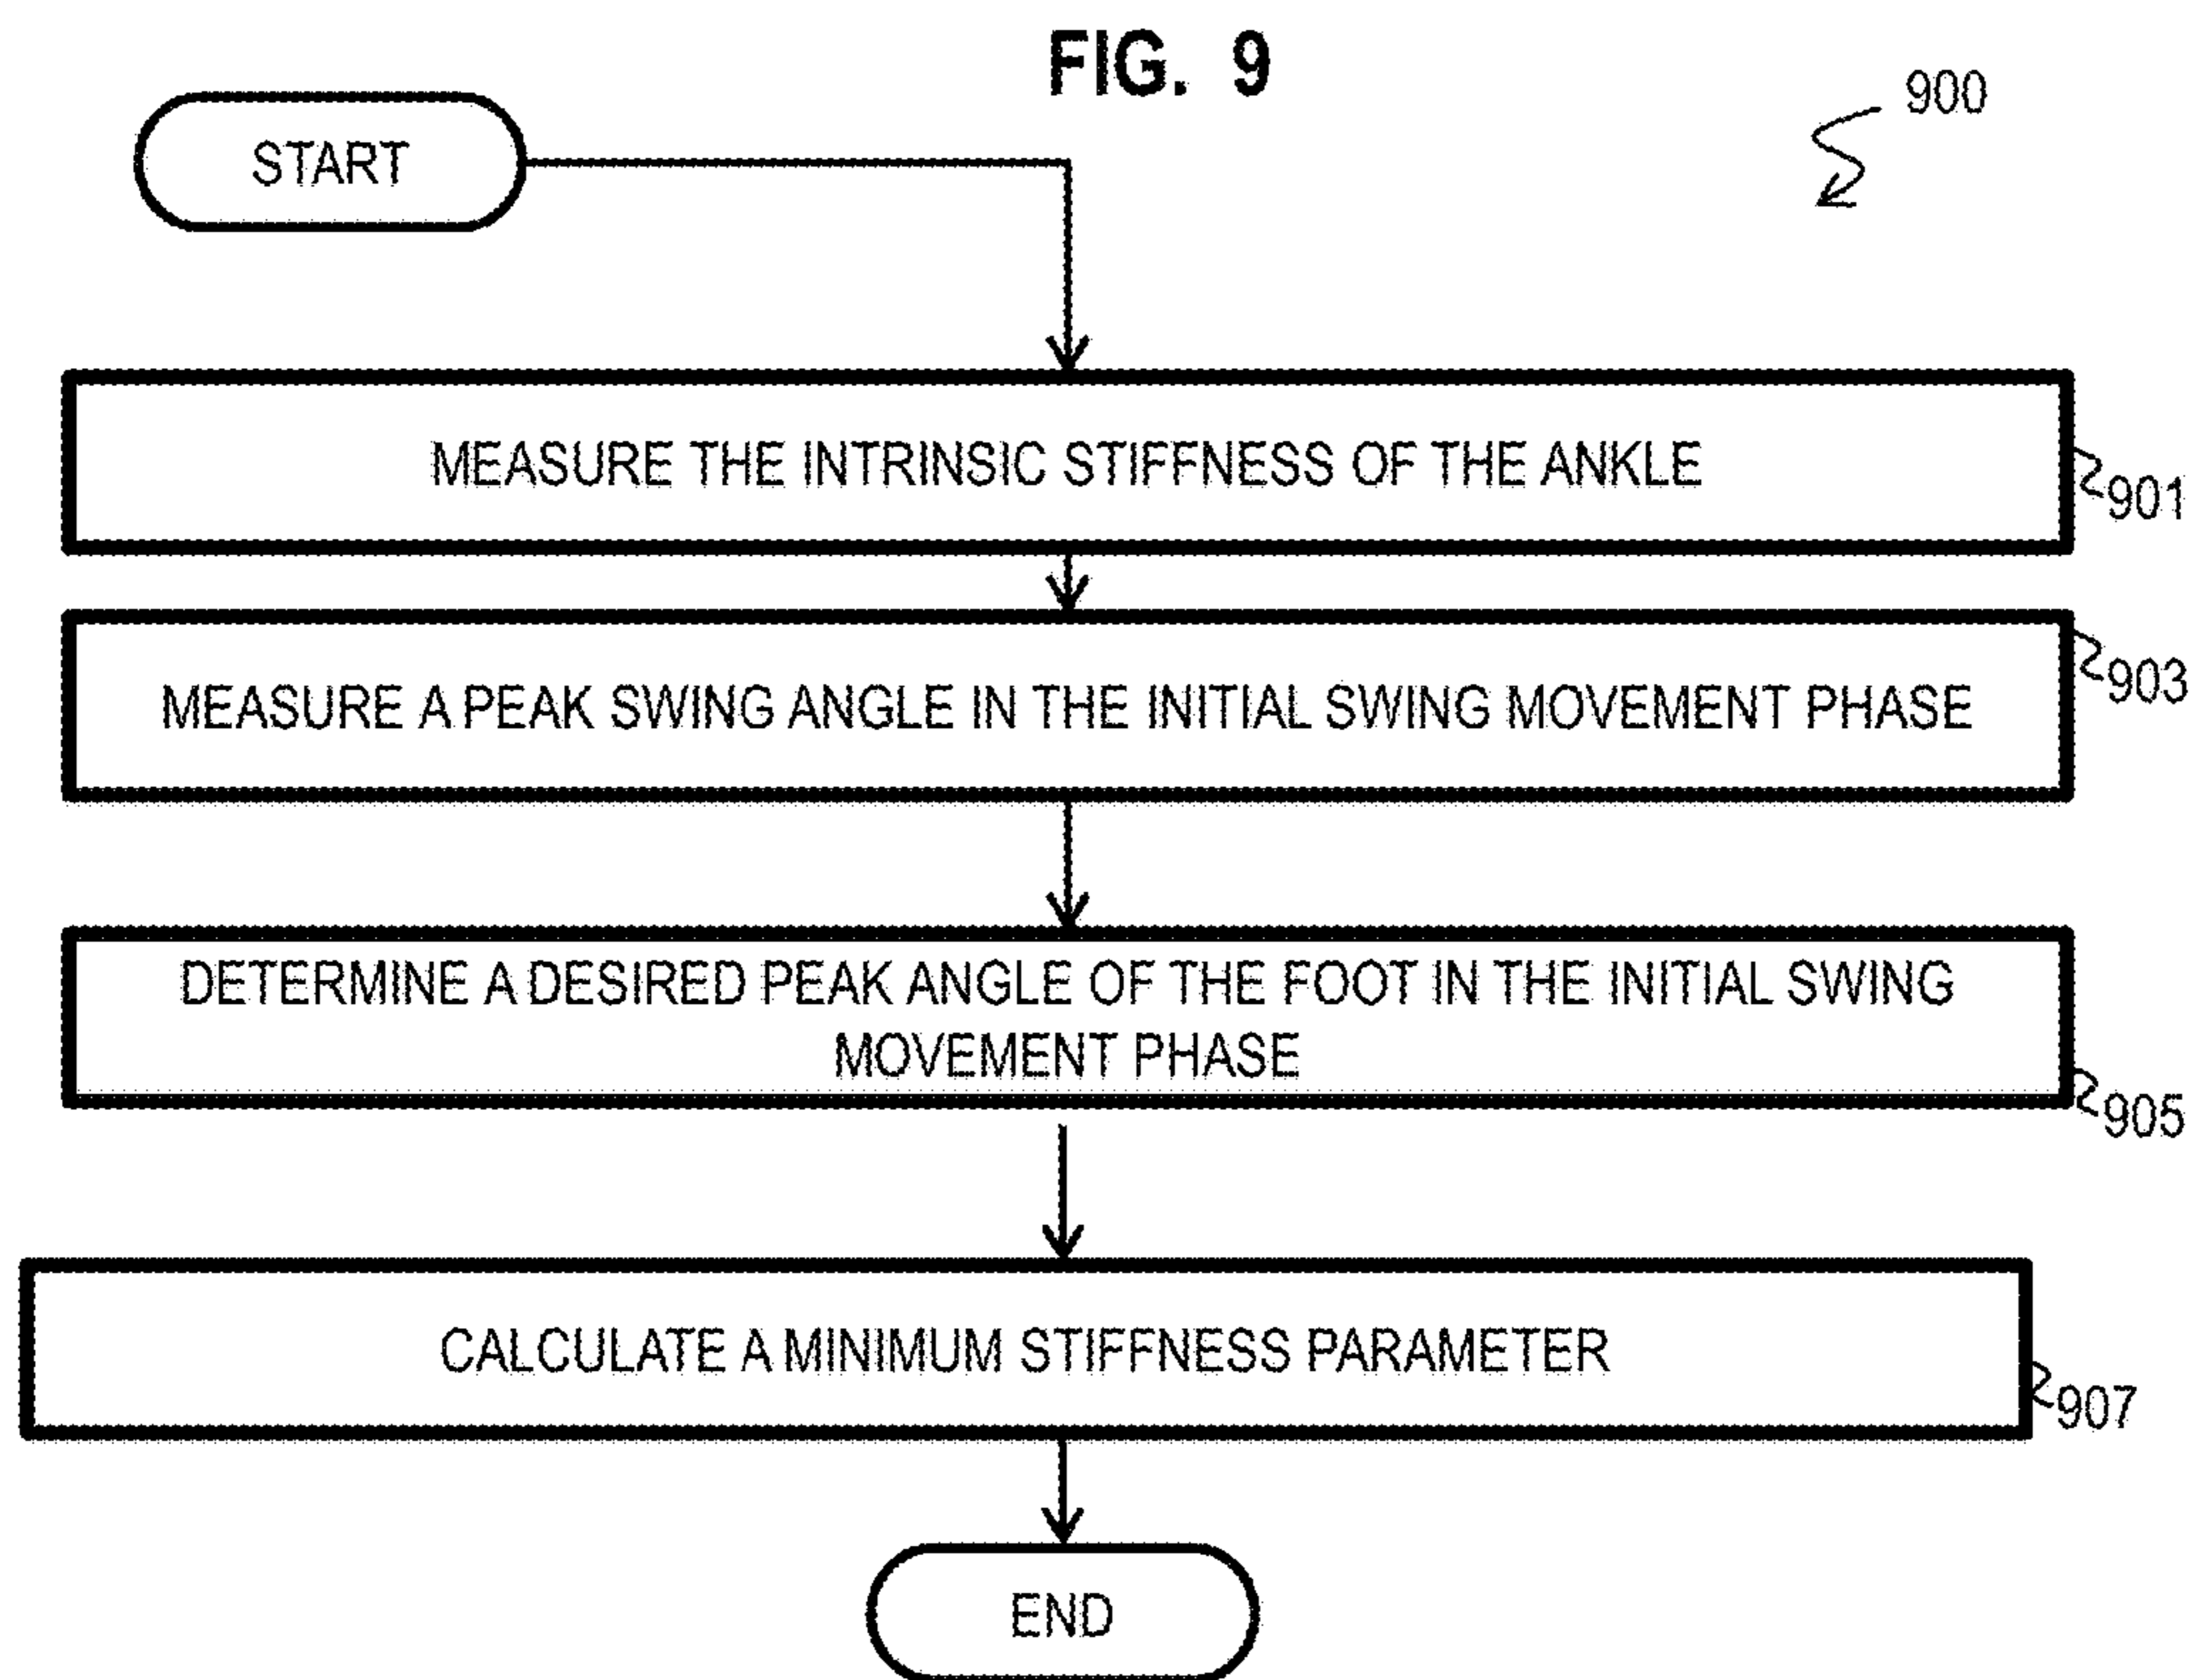 FIG. 9
900
START
MEASURE THE INTRINSIC STIFFNESS OF THE ANKLE
901
MEASURE A PEAK SWING ANGLE IN THE INITIAL SWING MOVEMENT PHASE
903
DETERMINE A DESIRED PEAK ANGLE OF THE FOOT IN THE INITIAL SWING
MOVEMENT PHASE
905
CALCULATE A MINIMUM STIFFNESS PARAMETER
907
END